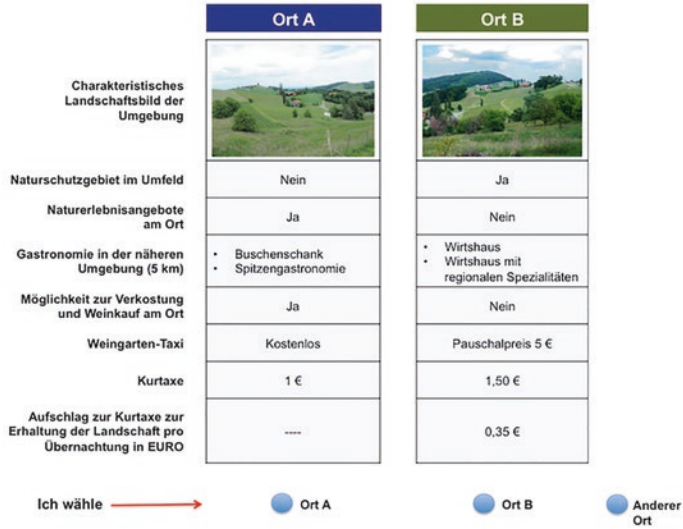 Ort A
Ort B
Charakteristisches
Landschaftsbild der
Umgebung
Naturschutzgebiet im Umfeld
Nein
Ja
Naturerlebnisangebote
am Ort
Ja
Nein
Gastronomie in der näheren
Umgebung (5 km)
• Buschenschank
• Spitzengastronomie
• Wirtshaus
• Wirtshaus mit
regionalen Spezialitäten
Möglichkeit zur Verkostung
und Weinkauf am Ort
Ja
Nein
Weingarten-Taxi
Kostenlos
Pauschalpreis 5 €
Kurtaxe
1 €
1,50 €
Aufschlag zur Kurtaxe zur
Erhaltung der Landschaft pro
Übernachtung in EURO
----
0,35 €
Ich wähle
Ort A
Ort B
Anderer
Ort